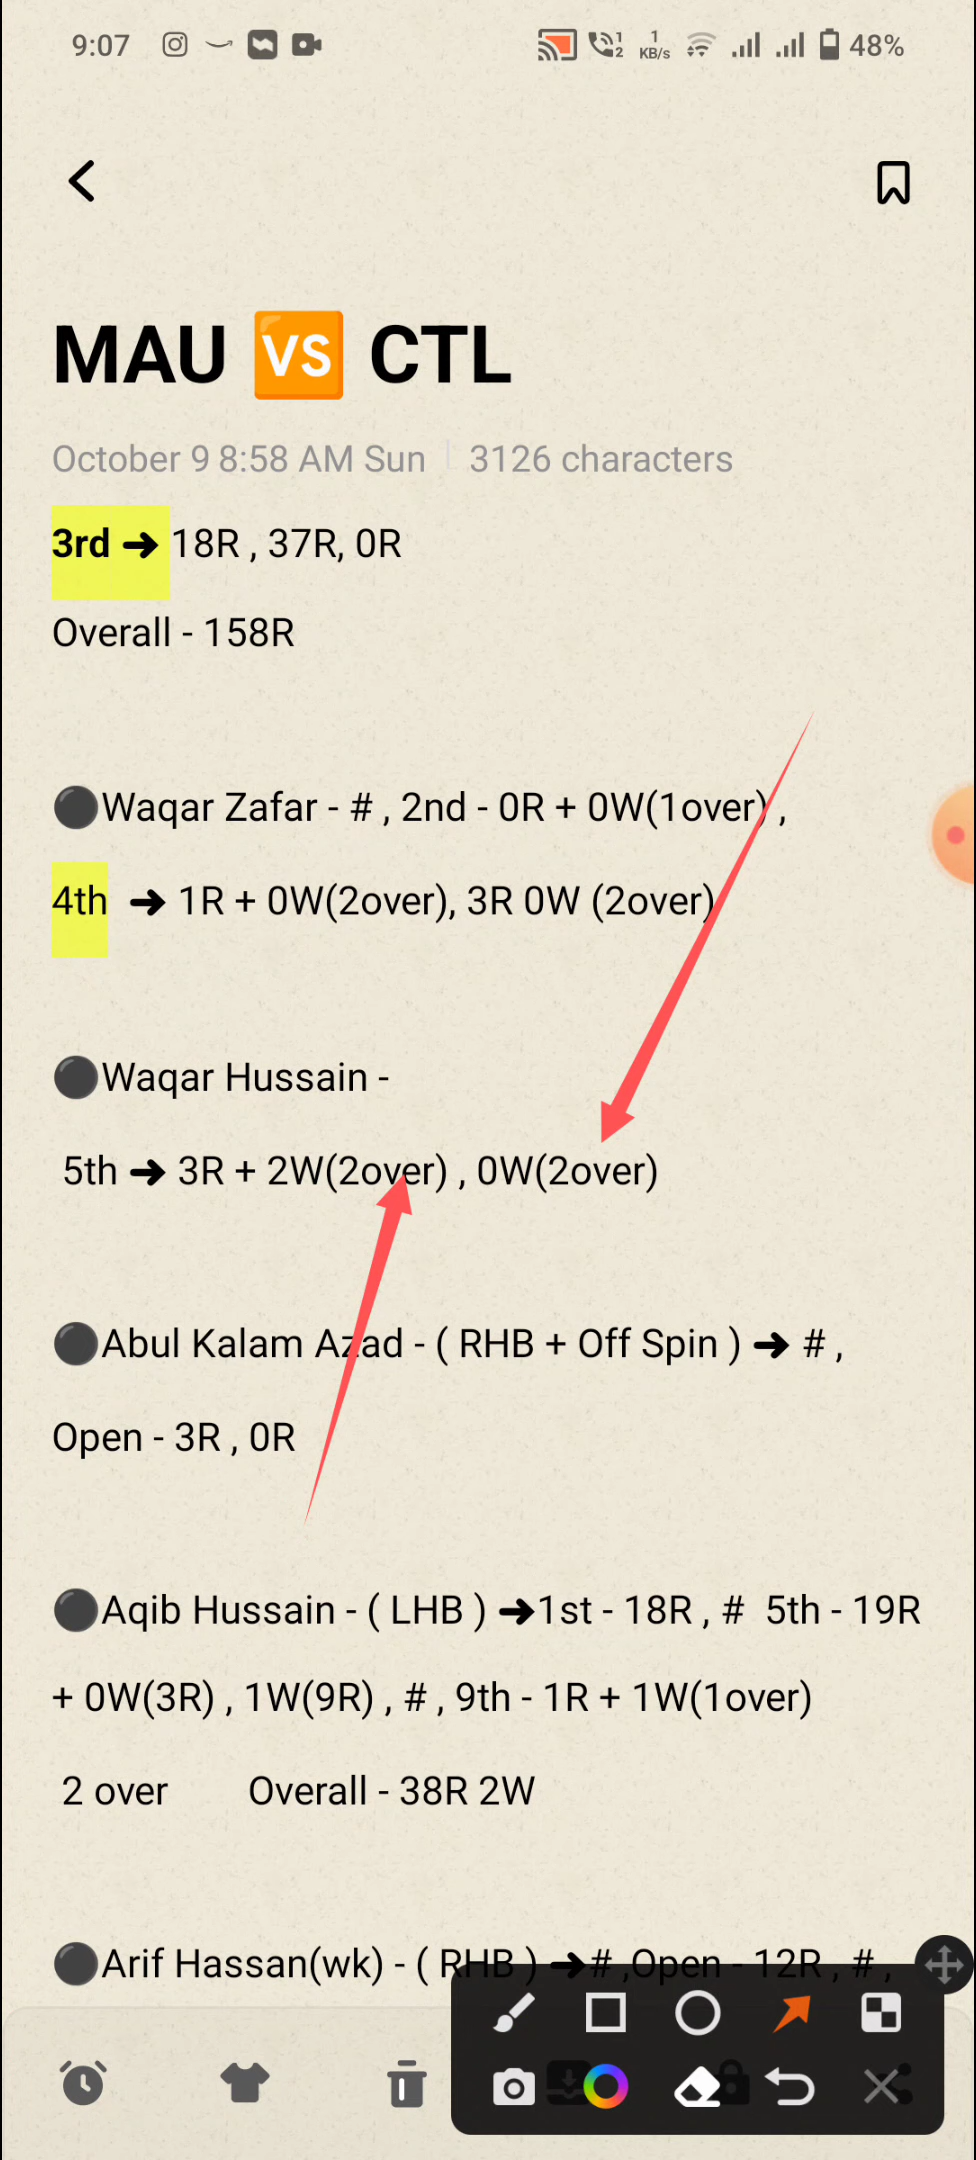 9:07 1 2 1 KB/s 48%
MAU VS CTL
October 9 8:58 AM Sun | 3126 characters
3rd ➜ 18R , 37R, 0R
Overall - 158R
⚫Waqar Zafar - # , 2nd - 0R + 0W(1over) ,
4th ➜ 1R + 0W(2over), 3R 0W (2over)
⚫Waqar Hussain -
5th ➜ 3R + 2W(2over) , 0W(2over)
⚫Abul Kalam Azad - ( RHB + Off Spin ) ➜ # ,
Open - 3R , 0R
⚫Aqib Hussain - ( LHB ) ➜1st - 18R , # 5th - 19R
+ 0W(3R) , 1W(9R) , # , 9th - 1R + 1W(1over)
2 over Overall - 38R 2W
⚫Arif Hassan(wk) - ( RHB ) ➜# ,Open - 12R , # ,